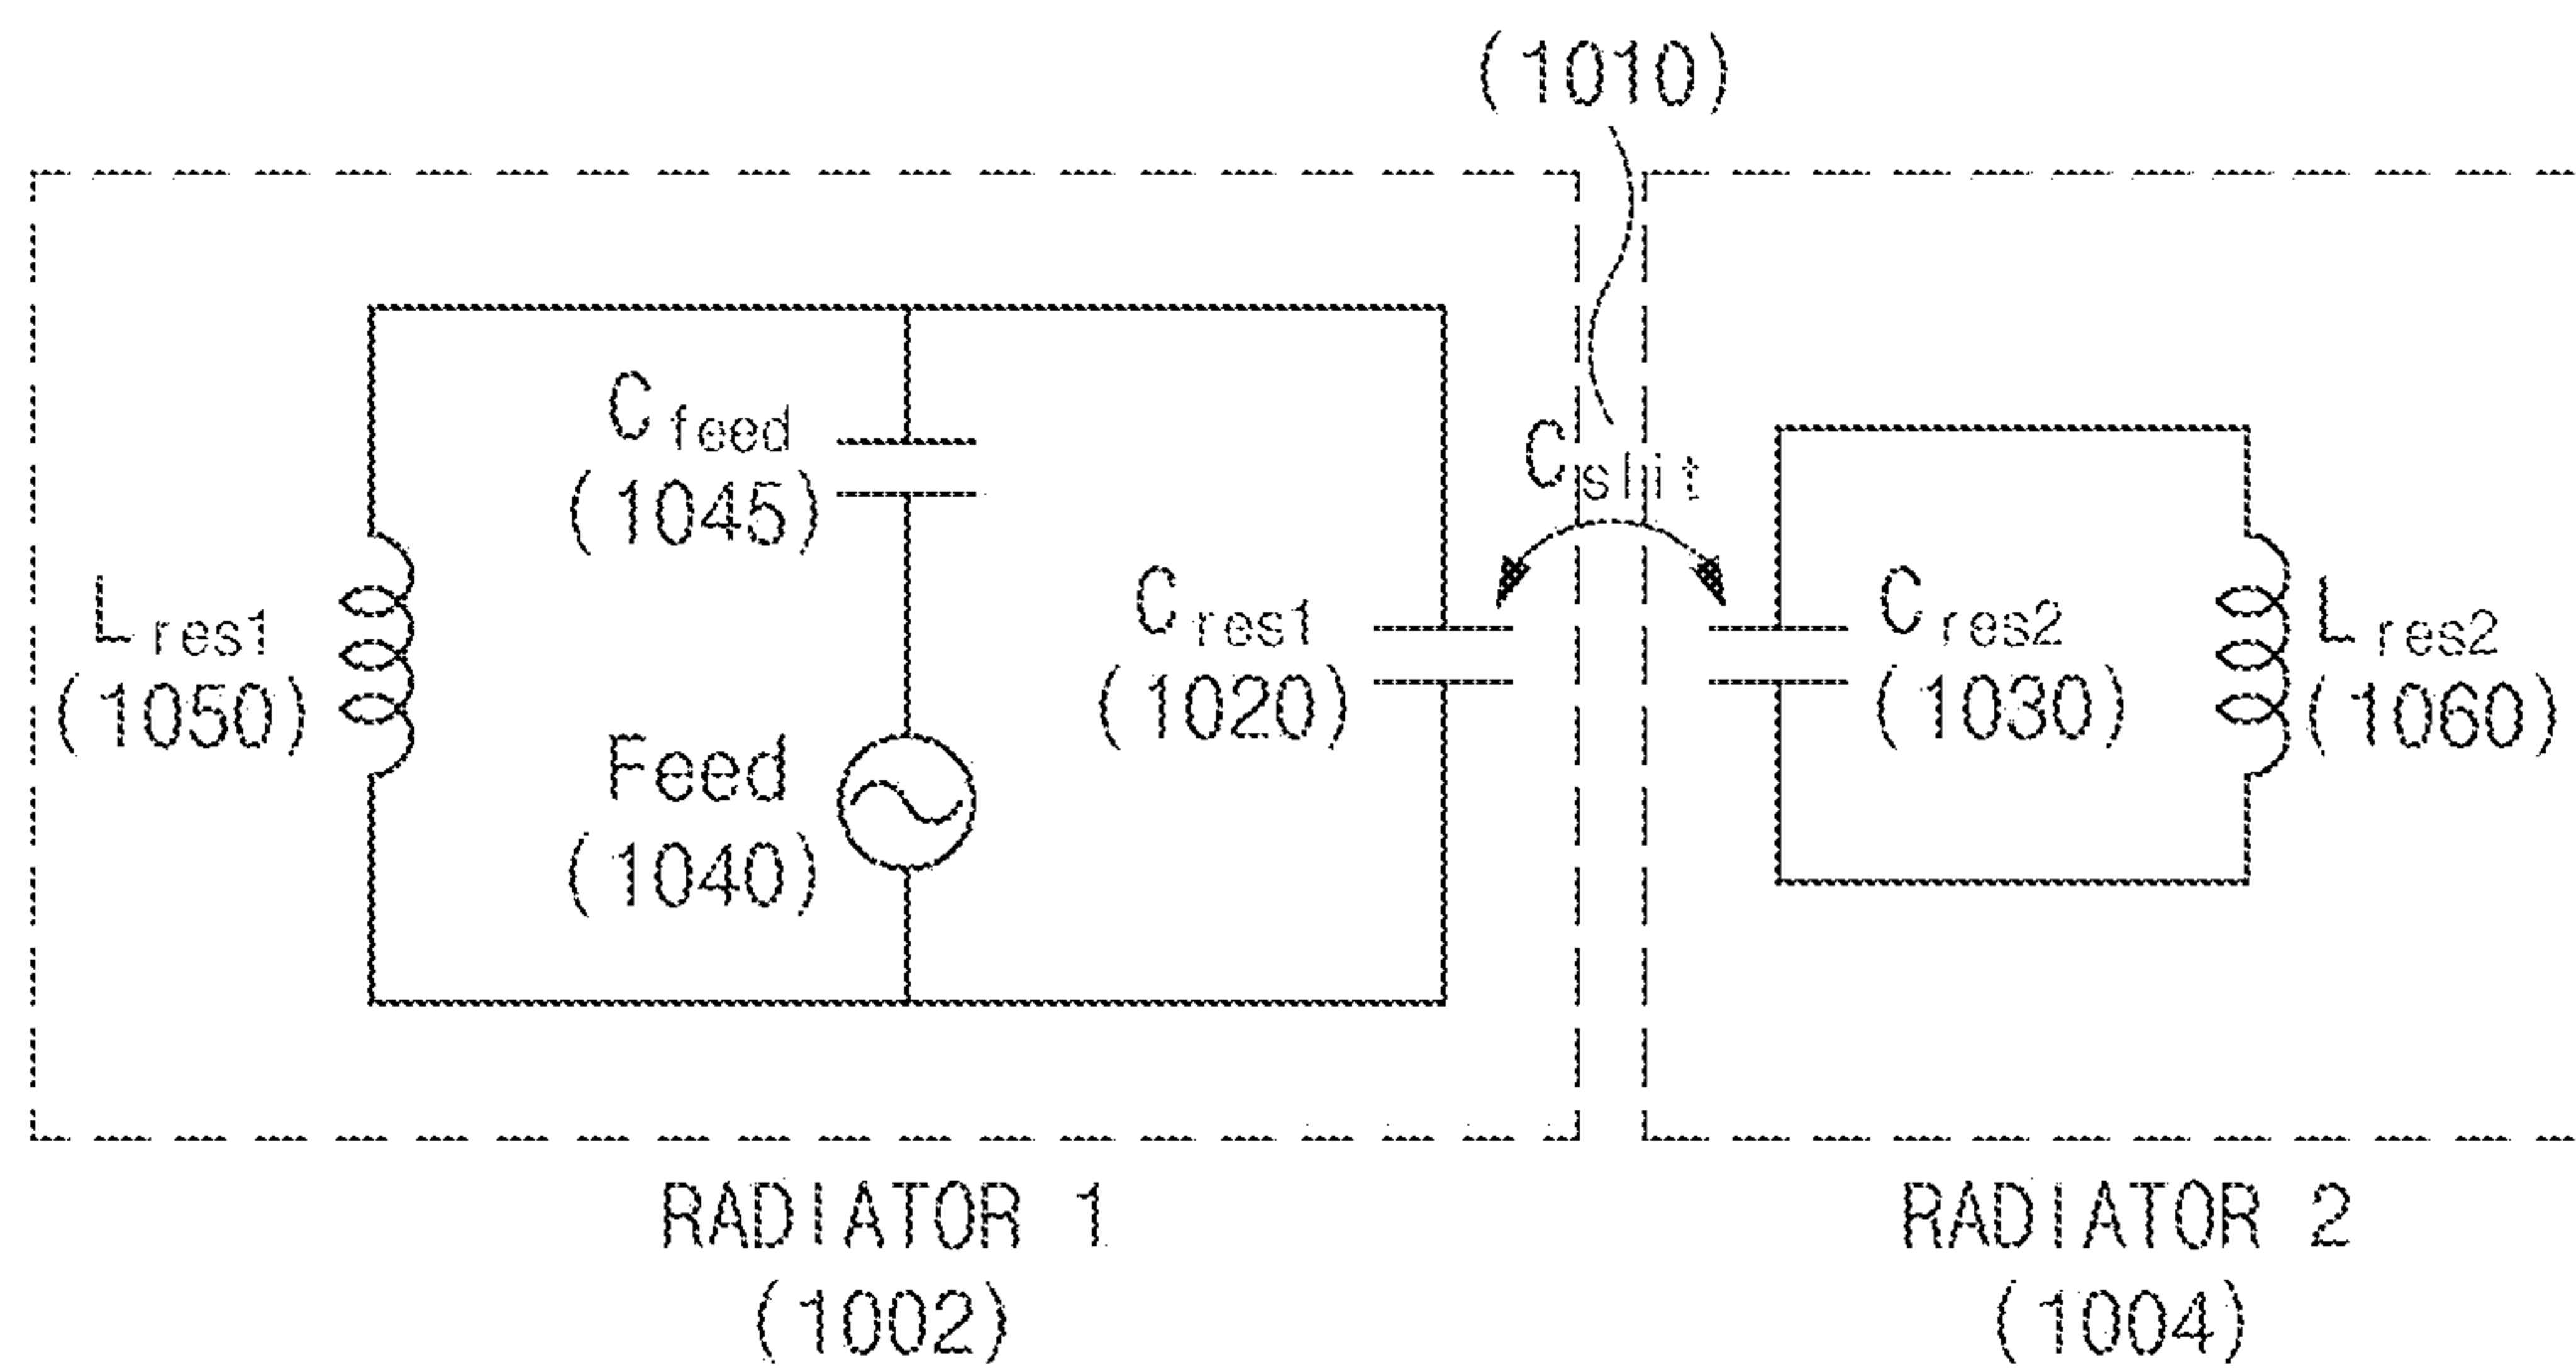 (1010)
C feed
(1045)
C slit
L res1
(1050)
C res1
(1020)
C res2
(1030)
L res2
(1060)
Feed
(1040)
RADIATOR 1
(1002)
RADIATOR 2
(1004)